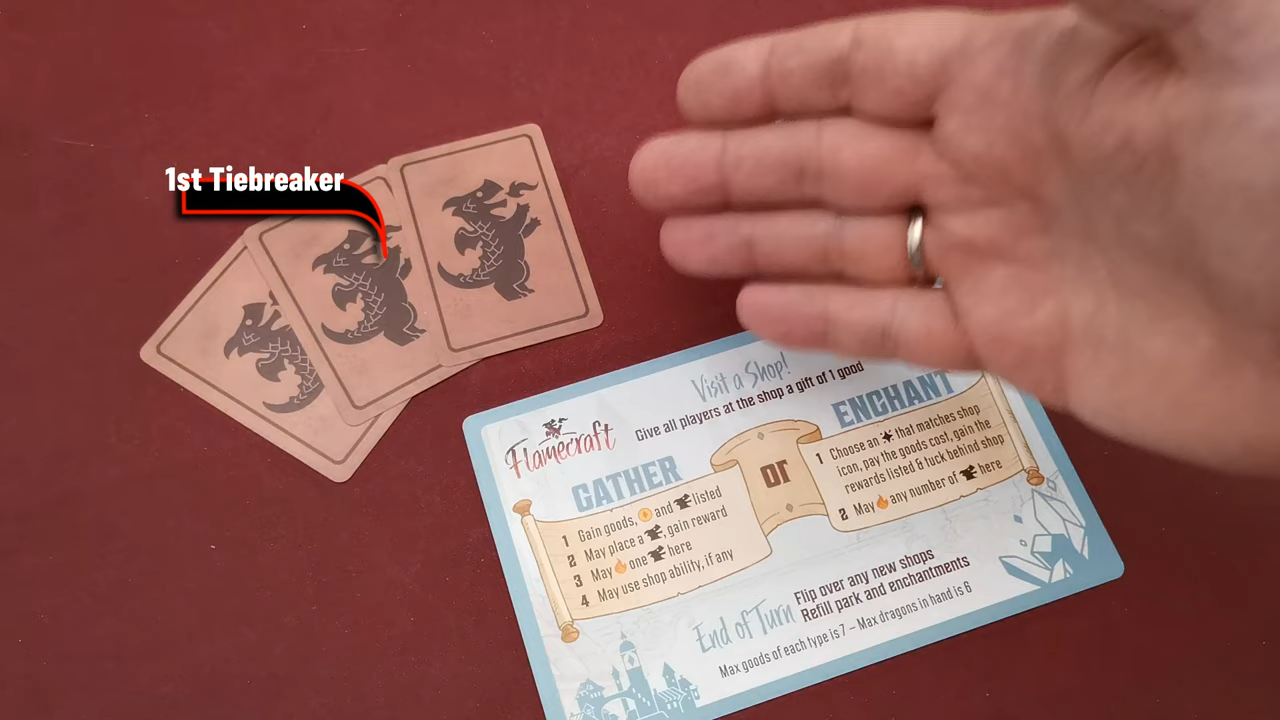 1st Tiebreaker
Visit a Shop!
Give all players at the shop a gift of 1 good
Flamecraft
GATHER
1 Gain goods, and listed
2 May place a , gain reward
3 May one here
4 May use shop ability, if any
or
ENCHANT
1 Choose an that matches shop
icon, pay the goods cost, gain the
rewards listed & tuck behind shop
2 May any number of here
End of Turn
Flip over any new shops
Refill park and enchantments
Max goods of each type is 7 – Max dragons in hand is 6